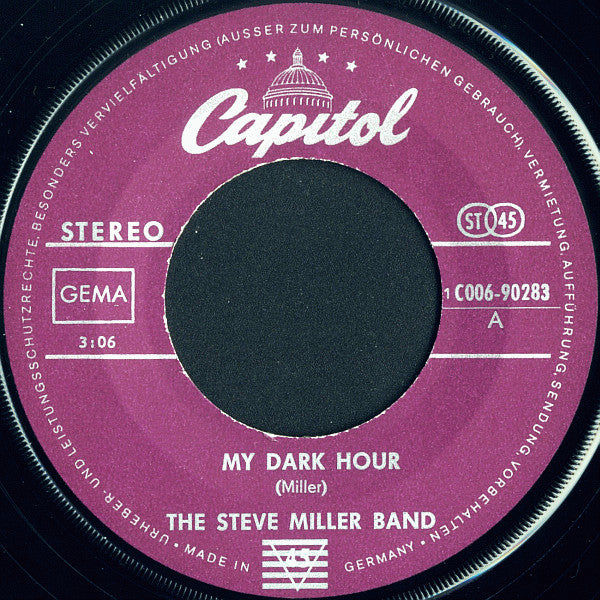 URHEBER- UND LEISTUNGSSCHUTZRECHTE, BESONDERS VERVIELFÄLTIGUNG (AUSSER ZUM PERSÖNLICHEN GEBRAUCH), VERMIETUNG, AUFFÜHRUNG, SENDUNG, VORBEHALTEN
Capitol
STEREO
ST 45
GEMA
1 C006-90283
A
3:06
MY DARK HOUR
(Miller)
THE STEVE MILLER BAND
• MADE IN
45
GERMANY •